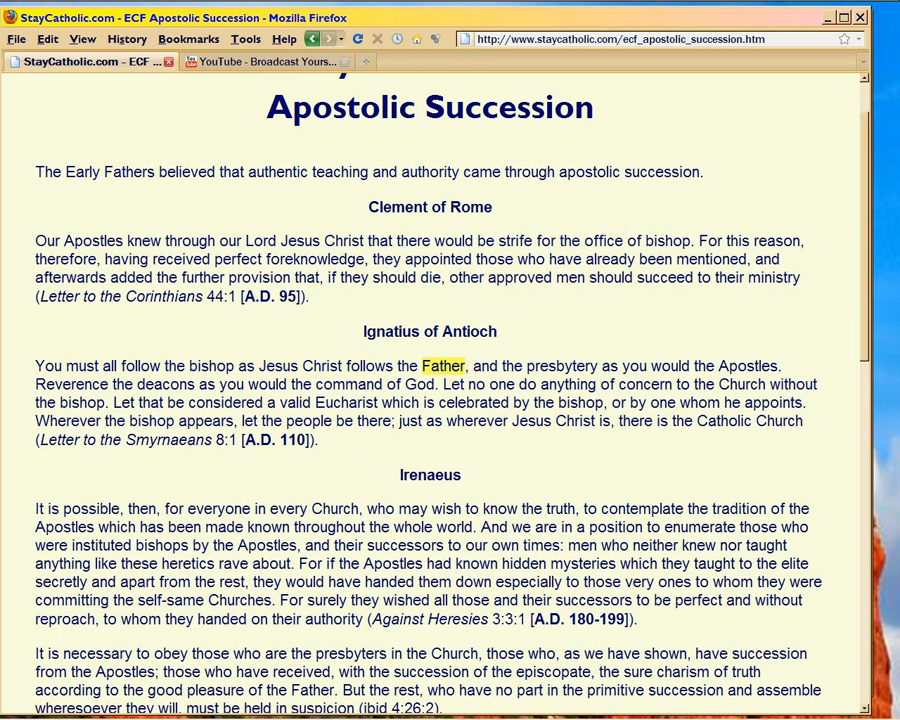 StayCatholic.com - ECF Apostolic Succession - Mozilla Firefox
File Edit View History Bookmarks Tools Help http://www.staycatholic.com/ecf_apostolic_succession.htm
StayCatholic.com – ECF ... YouTube - Broadcast Yours...
Apostolic Succession
The Early Fathers believed that authentic teaching and authority came through apostolic succession.
Clement of Rome
Our Apostles knew through our Lord Jesus Christ that there would be strife for the office of bishop. For this reason,
therefore, having received perfect foreknowledge, they appointed those who have already been mentioned, and
afterwards added the further provision that, if they should die, other approved men should succeed to their ministry
(Letter to the Corinthians 44:1 [A.D. 95]).
Ignatius of Antioch
You must all follow the bishop as Jesus Christ follows the Father, and the presbytery as you would the Apostles.
Reverence the deacons as you would the command of God. Let no one do anything of concern to the Church without
the bishop. Let that be considered a valid Eucharist which is celebrated by the bishop, or by one whom he appoints.
Wherever the bishop appears, let the people be there; just as wherever Jesus Christ is, there is the Catholic Church
(Letter to the Smyrnaeans 8:1 [A.D. 110]).
Irenaeus
It is possible, then, for everyone in every Church, who may wish to know the truth, to contemplate the tradition of the
Apostles which has been made known throughout the whole world. And we are in a position to enumerate those who
were instituted bishops by the Apostles, and their successors to our own times: men who neither knew nor taught
anything like these heretics rave about. For if the Apostles had known hidden mysteries which they taught to the elite
secretly and apart from the rest, they would have handed them down especially to those very ones to whom they were
committing the self-same Churches. For surely they wished all those and their successors to be perfect and without
reproach, to whom they handed on their authority (Against Heresies 3:3:1 [A.D. 180-199]).
It is necessary to obey those who are the presbyters in the Church, those who, as we have shown, have succession
from the Apostles; those who have received, with the succession of the episcopate, the sure charism of truth
according to the good pleasure of the Father. But the rest, who have no part in the primitive succession and assemble
wheresoever they will, must be held in suspicion (ibid 4:26:2).